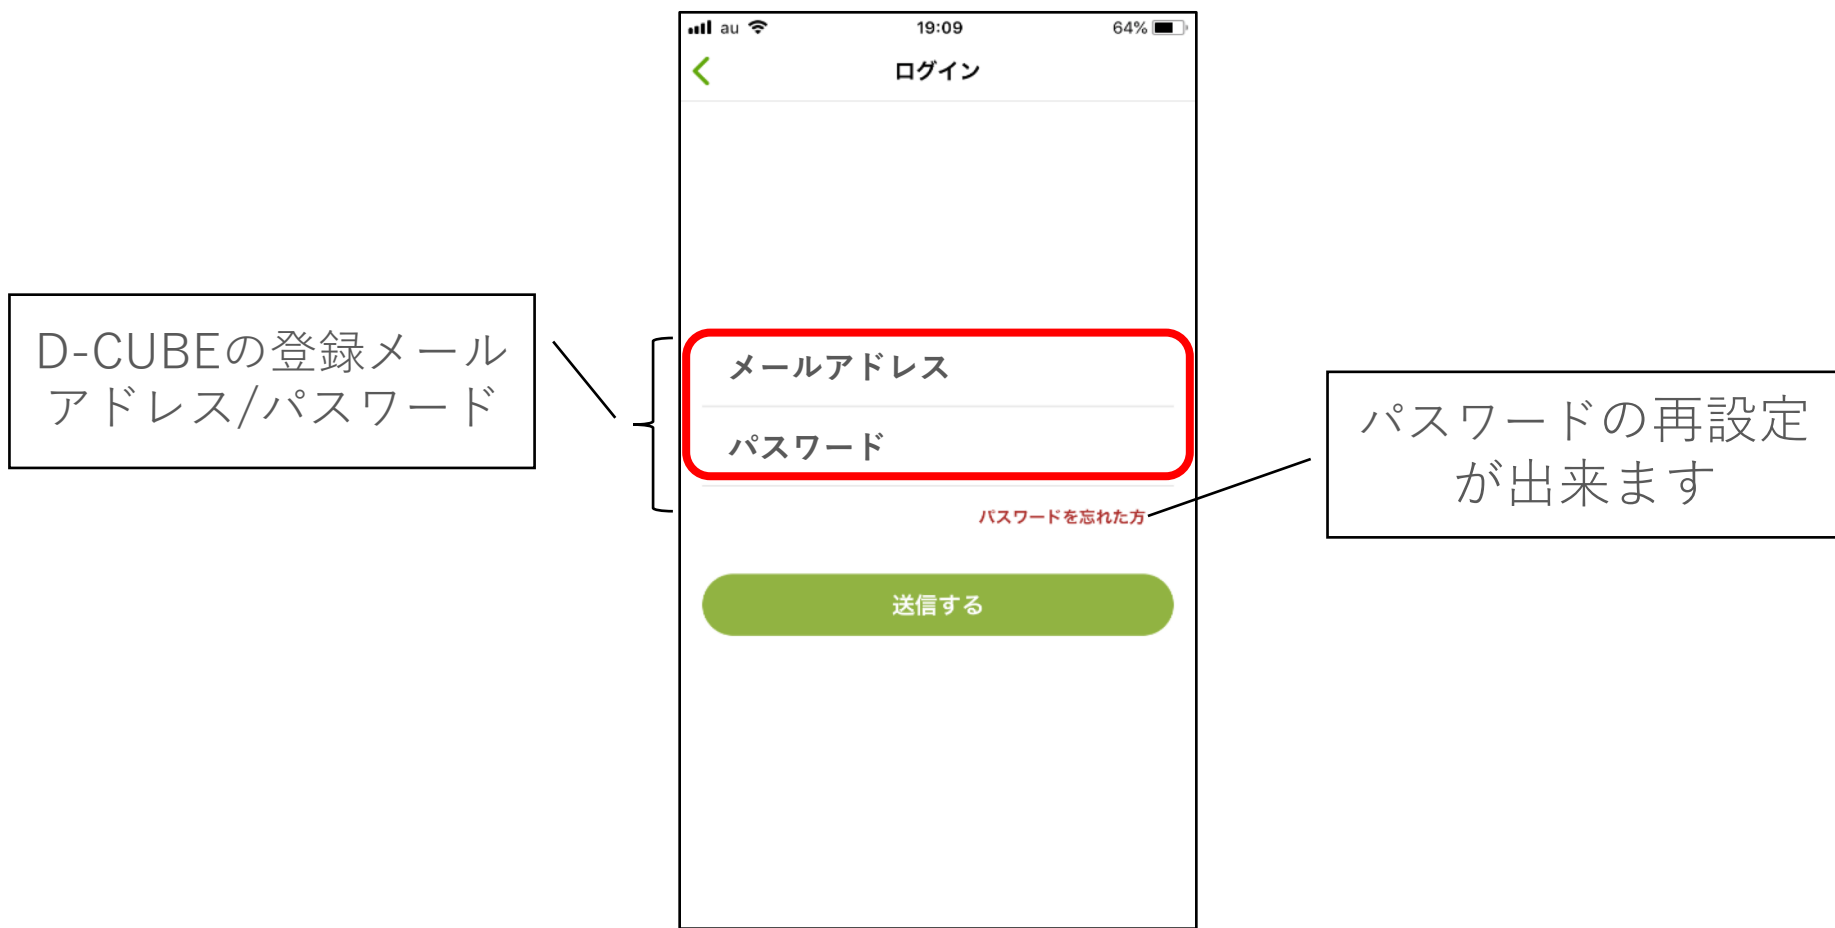 au
19:09
64%
ログイン
D-CUBEの登録メール
アドレス/パスワード
メールアドレス
パスワード
パスワードを忘れた方
パスワードの再設定
が出来ます
送信する